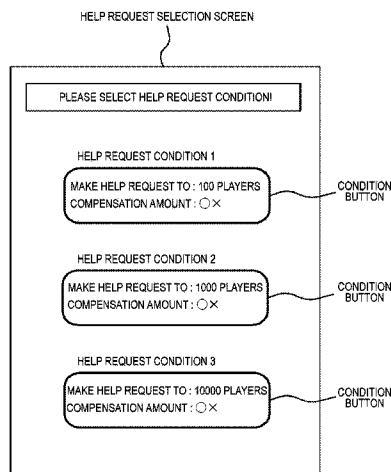 HELP REQUEST SELECTION SCREEN
PLEASE SELECT HELP REQUEST CONDITION!
HELP REQUEST CONDITION 1
MAKE HELP REQUEST TO : 100 PLAYERS
COMPENSATION AMOUNT : ○×
CONDITION
BUTTON
HELP REQUEST CONDITION 2
MAKE HELP REQUEST TO : 1000 PLAYERS
COMPENSATION AMOUNT : ○×
CONDITION
BUTTON
HELP REQUEST CONDITION 3
MAKE HELP REQUEST TO : 10000 PLAYERS
COMPENSATION AMOUNT : ○×
CONDITION
BUTTON